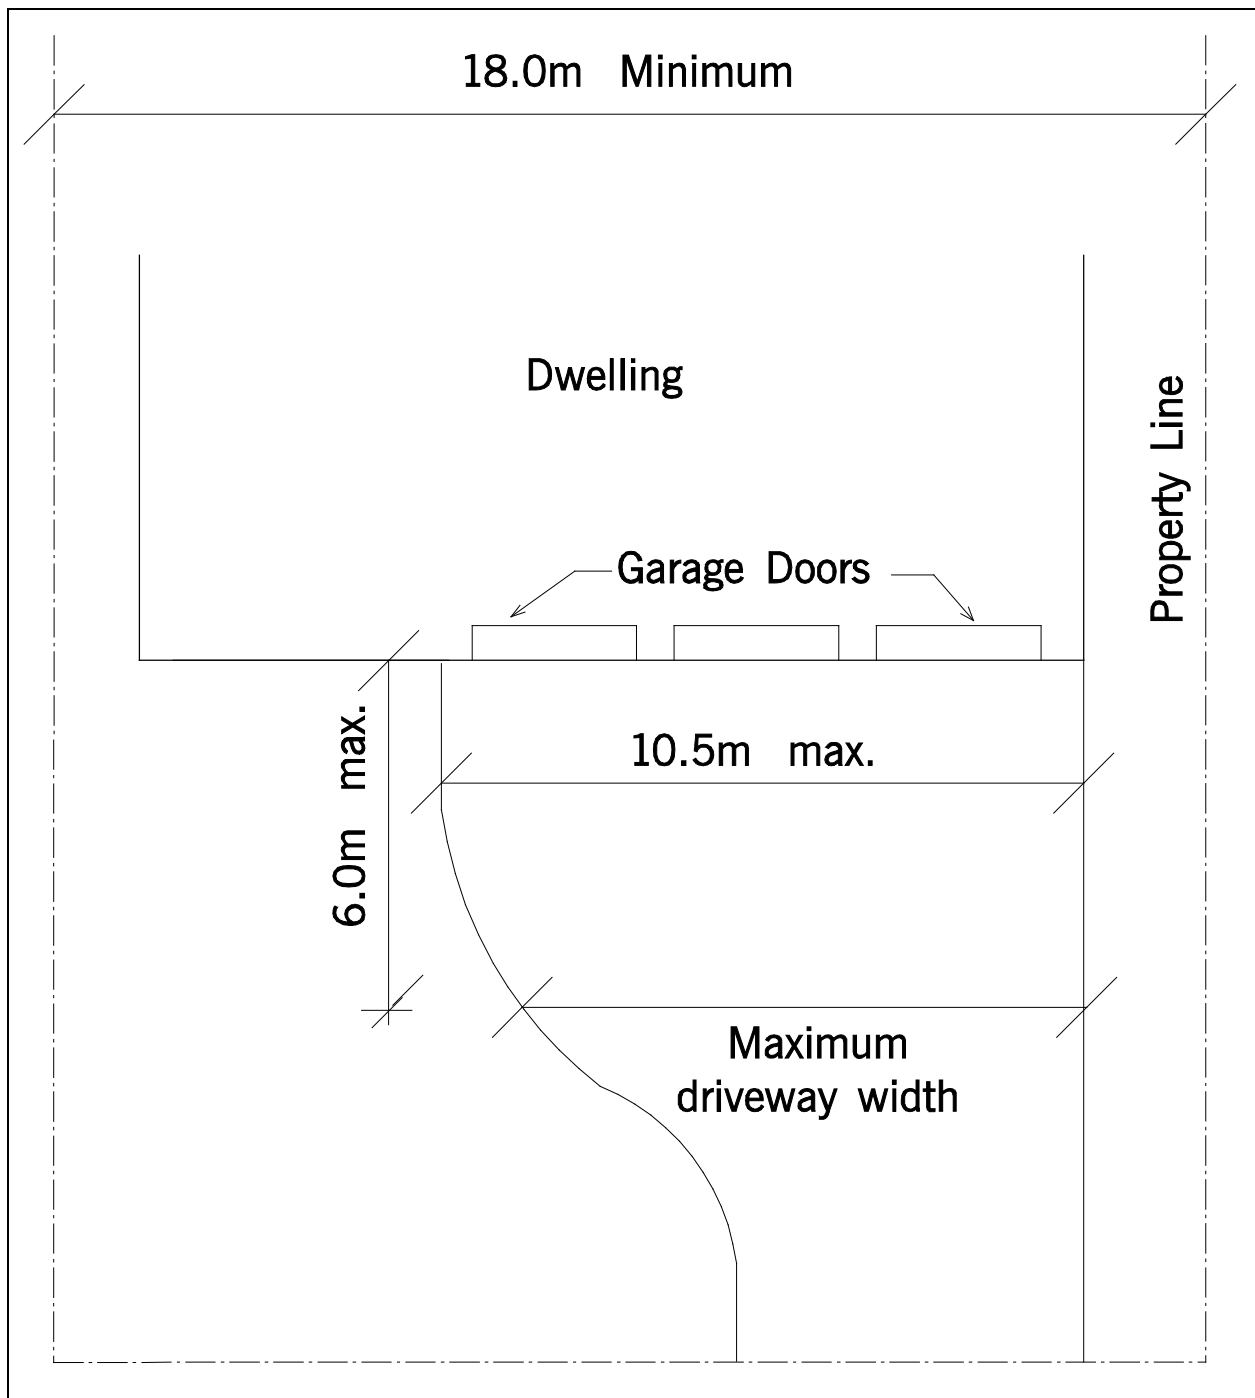 18.0m Minimum
Dwelling
Property Line
Garage Doors
10.5m max.
6.0m max.
Maximum
driveway width